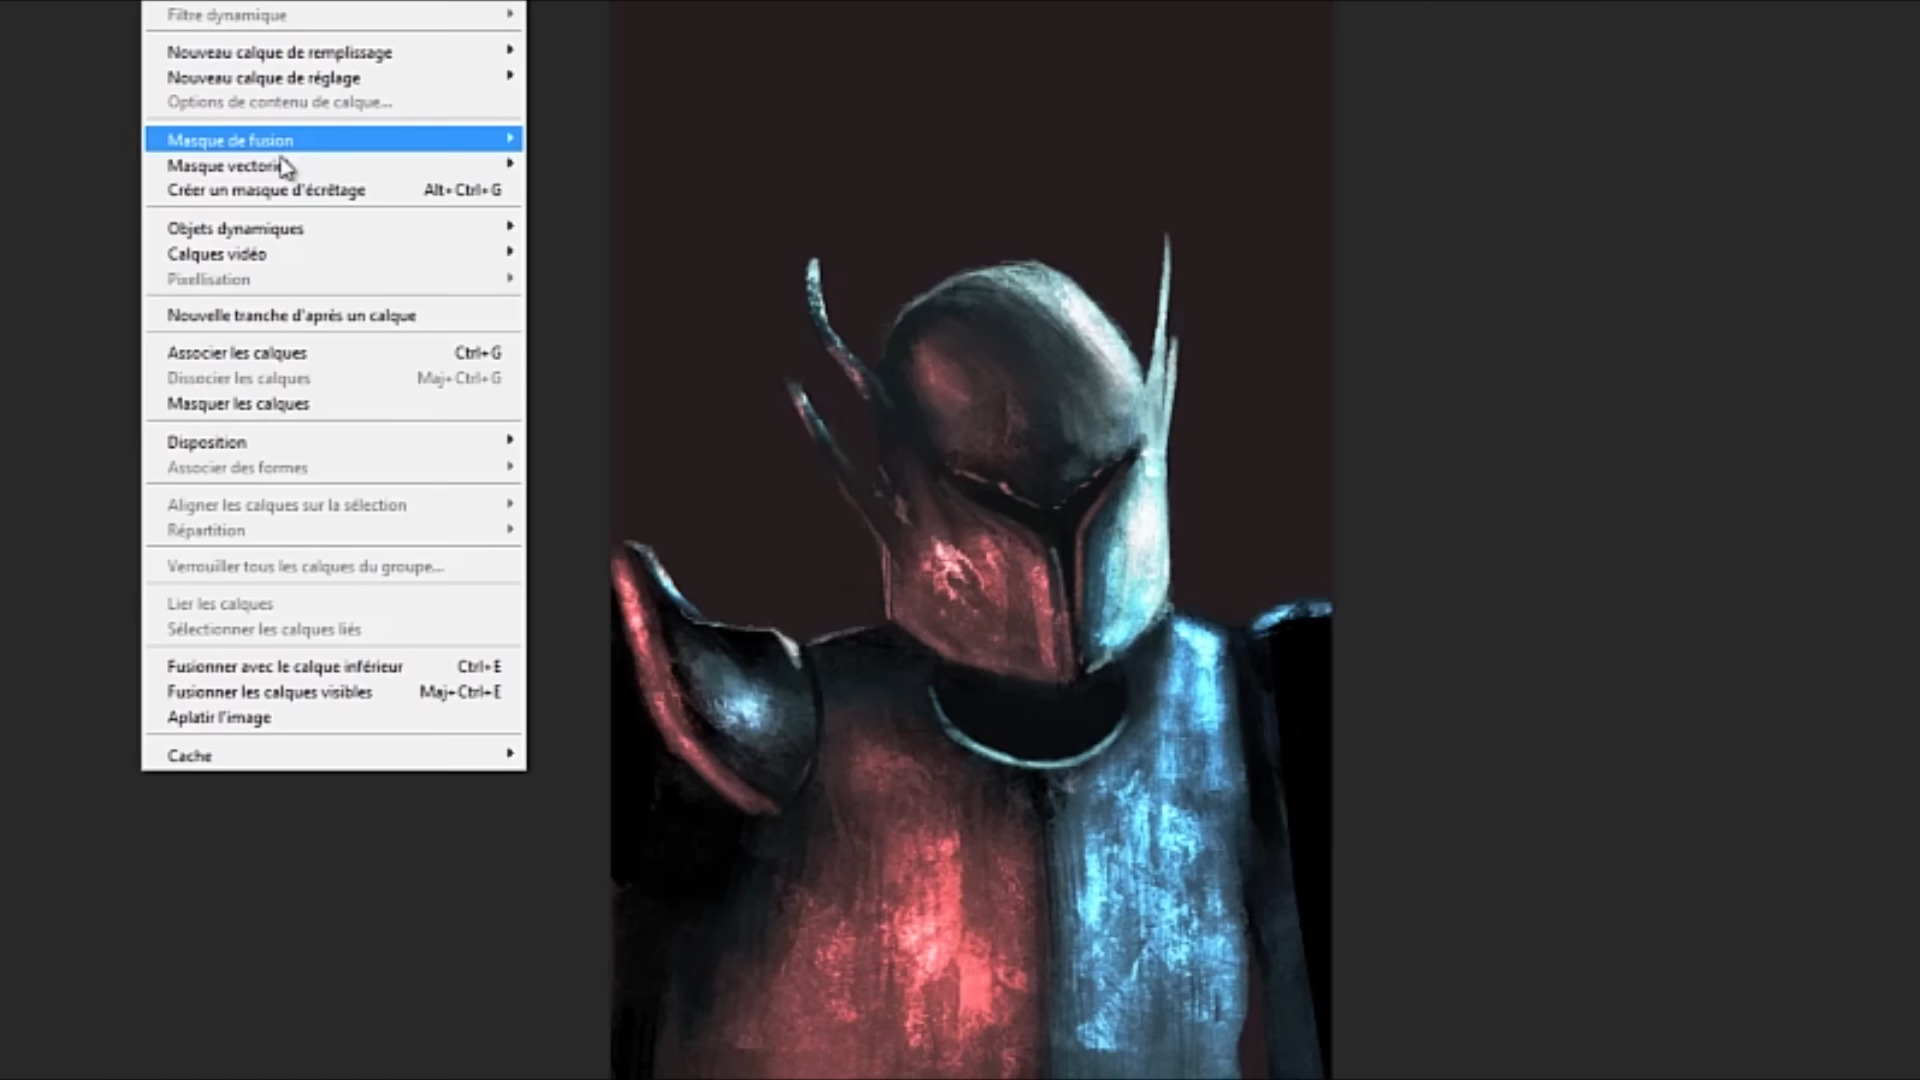 Filtre dynamique
Nouveau calque de remplissage
Nouveau calque de réglage
Options de contenu de calque...
Masque de fusion
Masque vectorie
Créer un masque d'écrêtage Alt+Ctrl+G
Objets dynamiques
Calques vidéo
Pixellisation
Nouvelle tranche d'après un calque
Associer les calques Ctrl+G
Dissocier les calques Maj+Ctrl+G
Masquer les calques
Disposition
Associer des formes
Aligner les calques sur la sélection
Répartition
Verrouiller tous les calques du groupe...
Lier les calques
Sélectionner les calques liés
Fusionner avec le calque inférieur Ctrl+E
Fusionner les calques visibles Maj+Ctrl+E
Aplatir l'image
Cache